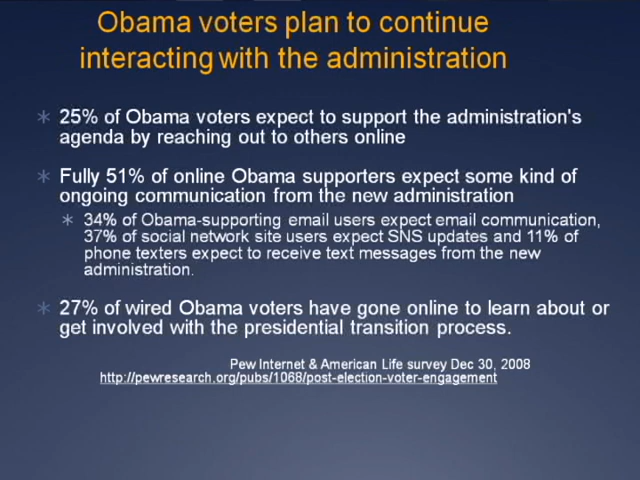 Obama voters plan to continue
interacting with the administration
25% of Obama voters expect to support the administration's
agenda by reaching out to others online
Fully 51% of online Obama supporters expect some kind of
ongoing communication from the new administration
34% of Obama-supporting email users expect email communication,
37% of social network site users expect SNS updates and 11% of
phone texters expect to receive text messages from the new
administration.
27% of wired Obama voters have gone online to learn about or
get involved with the presidential transition process.
Pew Internet & American Life survey Dec 30, 2008
http://pewresearch.org/pubs/1068/post-election-voter-engagement